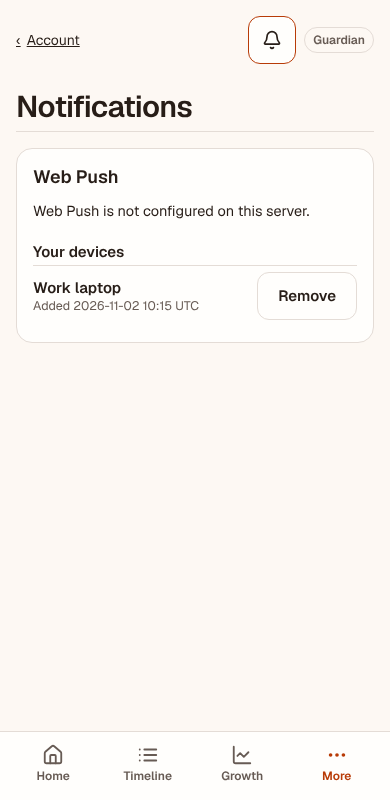 ‹ Account
Guardian
Notifications
Web Push
Web Push is not configured on this server.
Your devices
Work laptop
Added 2026-11-02 10:15 UTC
Remove
Home
Timeline
Growth
More